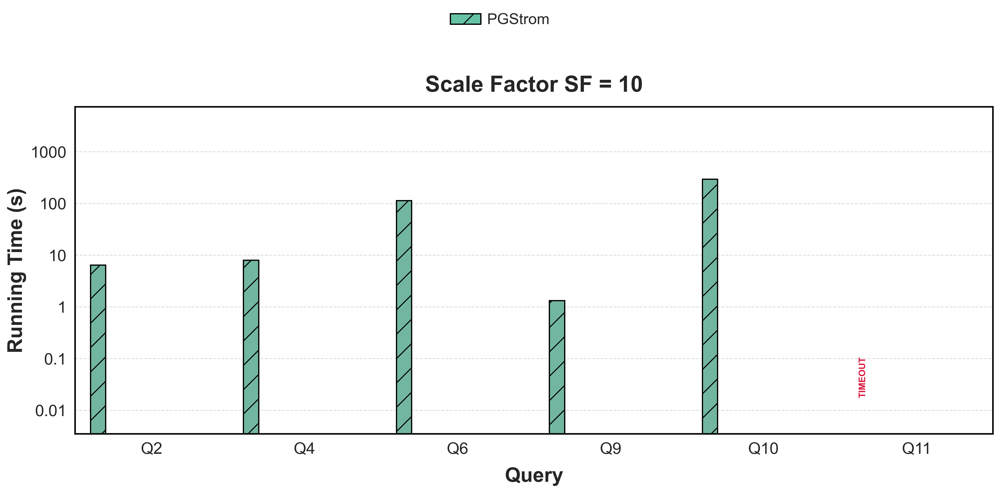 PGStrom
Scale Factor SF = 10
Running Time (s)
1000
100
10
1
0.1
0.01
TIMEOUT
Q2 Q4 Q6 Q9 Q10 Q11
Query